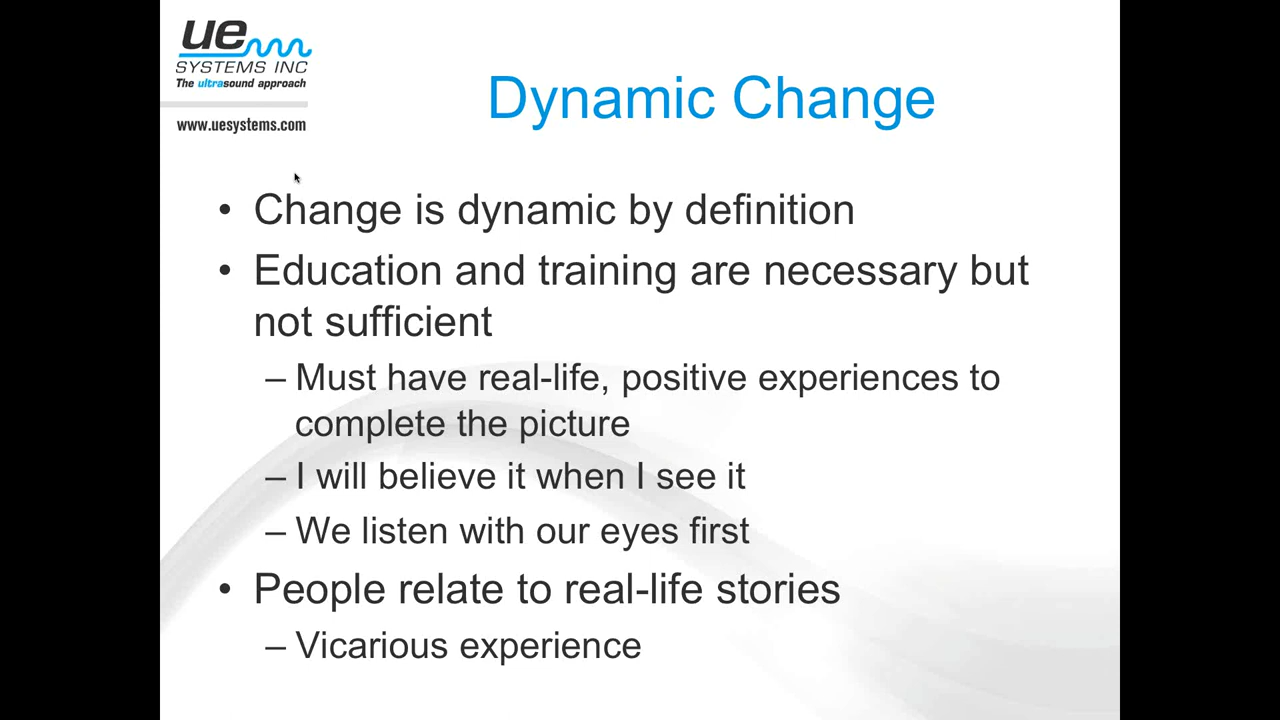 ue
SYSTEMS INC
The ultrasound approach
www.uesystems.com
Dynamic Change
• Change is dynamic by definition
• Education and training are necessary but
not sufficient
– Must have real-life, positive experiences to
complete the picture
– I will believe it when I see it
– We listen with our eyes first
• People relate to real-life stories
– Vicarious experience